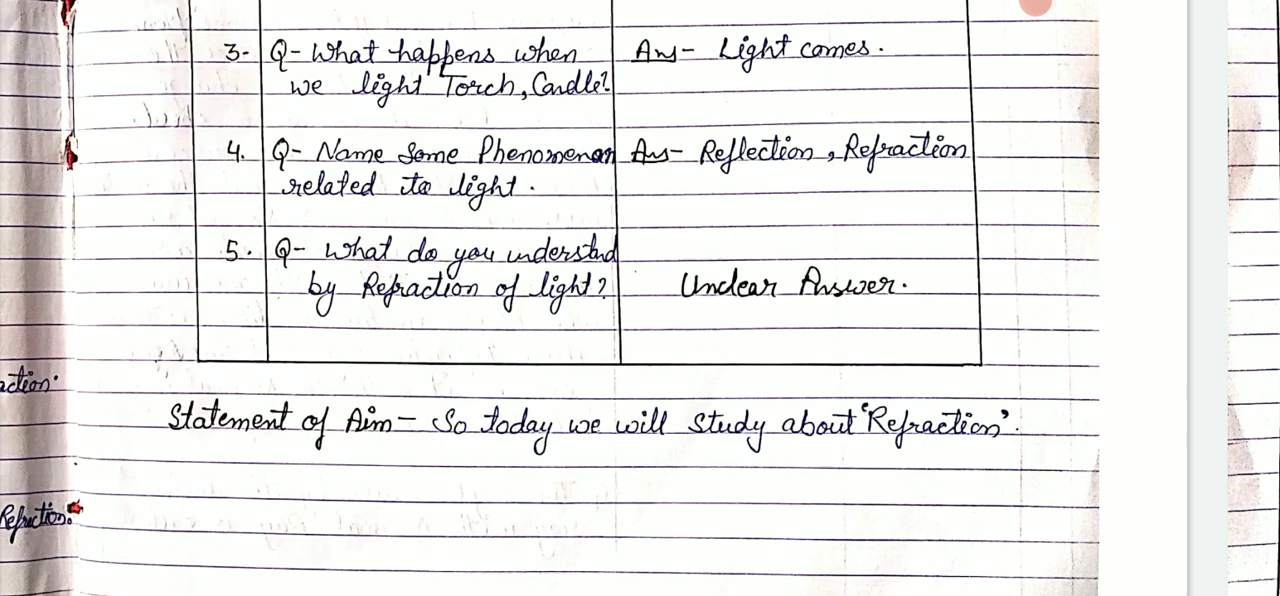 3- Q- What happens when Ans- Light comes.
we light Torch, Candle?
4. Q- Name Some Phenomenon Ans- Reflection, Refraction
related to light.
5. Q- What do you understand
by Refraction of light? Unclear Answer.
action.
Statement of Aim- So today we will Study about 'Refraction'.
Refraction.